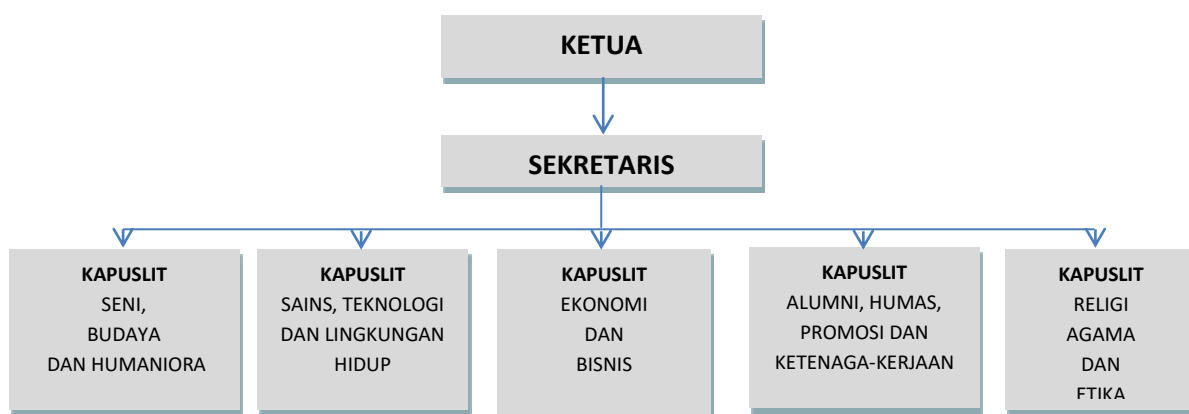 KETUA
SEKRETARIS
KAPUSLIT
SENI,
BUDAYA
DAN HUMANIORA
KAPUSLIT
SAINS, TEKNOLOGI
DAN LINGKUNGAN
HIDUP
KAPUSLIT
EKONOMI
DAN
BISNIS
KAPUSLIT
ALUMNI, HUMAS,
PROMOSI DAN
KETENAGA-KERJAAN
KAPUSLIT
RELIGI
AGAMA
DAN
ETIKA